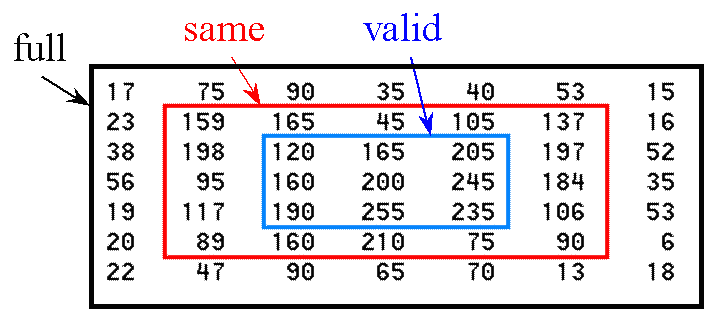 same valid
full
17 75 90 35 40 53 15
23 159 165 45 105 137 16
38 198 120 165 205 197 52
56 95 160 200 245 184 35
19 117 190 255 235 106 53
20 89 160 210 75 90 6
22 47 90 65 70 13 18